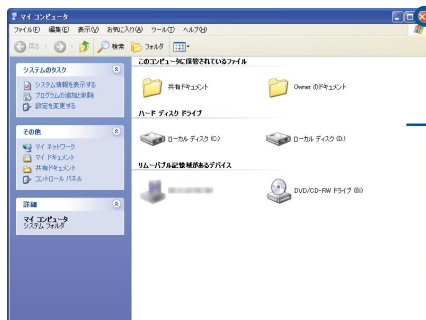 マイ コンピュータ
ファイル(F) 編集(E) 表示(V) お気に入り(A) ツール(T) ヘルプ(H)
戻る 検索 フォルダ
システムのタスク
システム情報を表示する
プログラムの追加と削除
設定を変更する
その他
マイ ネットワーク
マイ ドキュメント
共有ドキュメント
コントロール パネル
詳細
マイ コンピュータ
システム フォルダ
このコンピュータに保管されているファイル
共有ドキュメント Owner のドキュメント
ハード ディスク ドライブ
ローカル ディスク (C:) ローカル ディスク (D:)
リムーバブル記憶域があるデバイス
DVD/CD-RW ドライブ